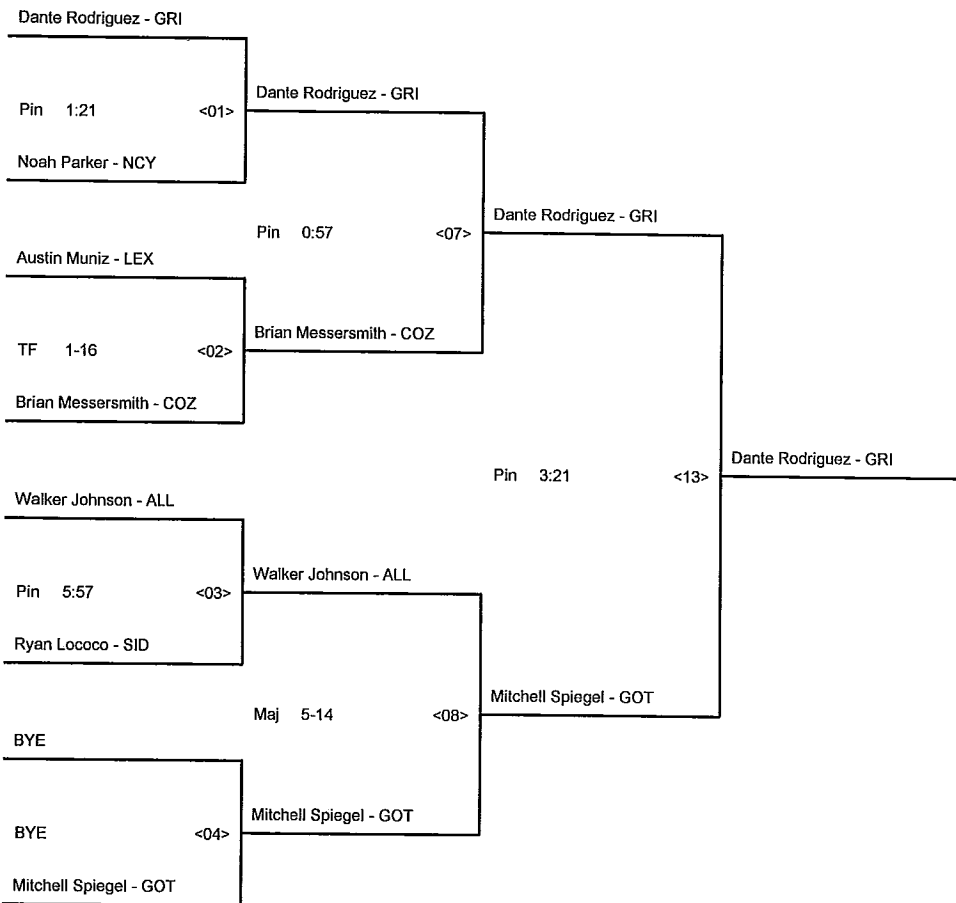 Dante Rodriguez - GRI
Pin 1:21 <01>
Noah Parker - NCY
Dante Rodriguez - GRI
Pin 0:57 <07>
Austin Muniz - LEX
TF 1-16 <02>
Brian Messersmith - COZ
Brian Messersmith - COZ
Dante Rodriguez - GRI
Pin 3:21 <13>
Dante Rodriguez - GRI
Walker Johnson - ALL
Pin 5:57 <03>
Ryan Lococo - SID
Walker Johnson - ALL
Maj 5-14 <08>
Mitchell Spiegel - GOT
BYE
BYE <04>
Mitchell Spiegel - GOT
Mitchell Spiegel - GOT